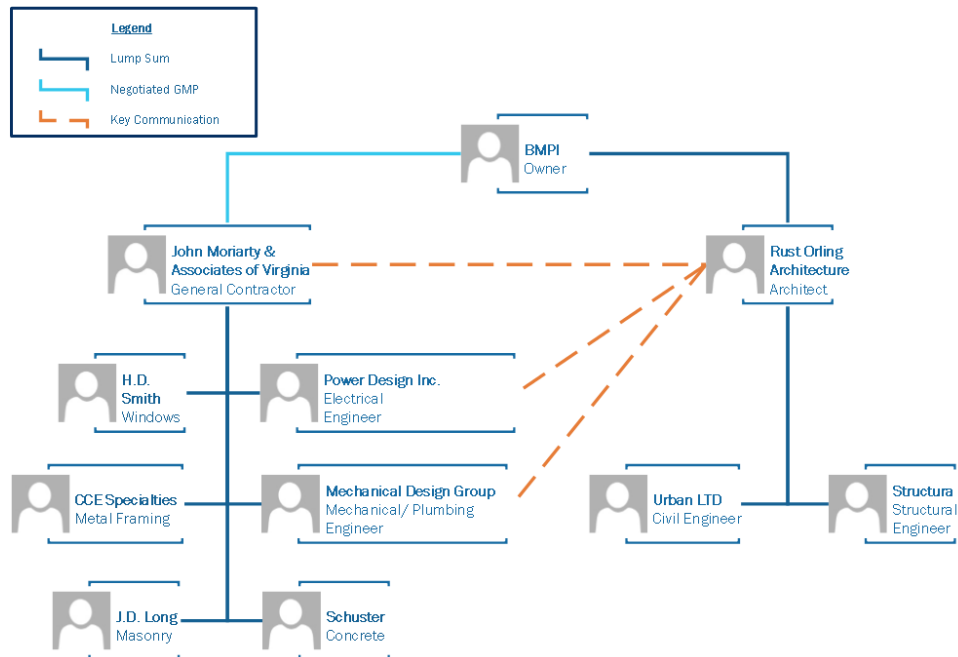 Legend
Lump Sum
Negotiated GMP
Key Communication
BMPI
Owner
John Moriarty &
Associates of Virginia
General Contractor
Rust Orling
Architecture
Architect
H.D.
Smith
Windows
Power Design Inc.
Electrical
Engineer
CCE Specialties
Metal Framing
Mechanical Design Group
Mechanical/ Plumbing
Engineer
Urban LTD
Civil Engineer
Structura
Structural
Engineer
J.D. Long
Masonry
Schuster
Concrete